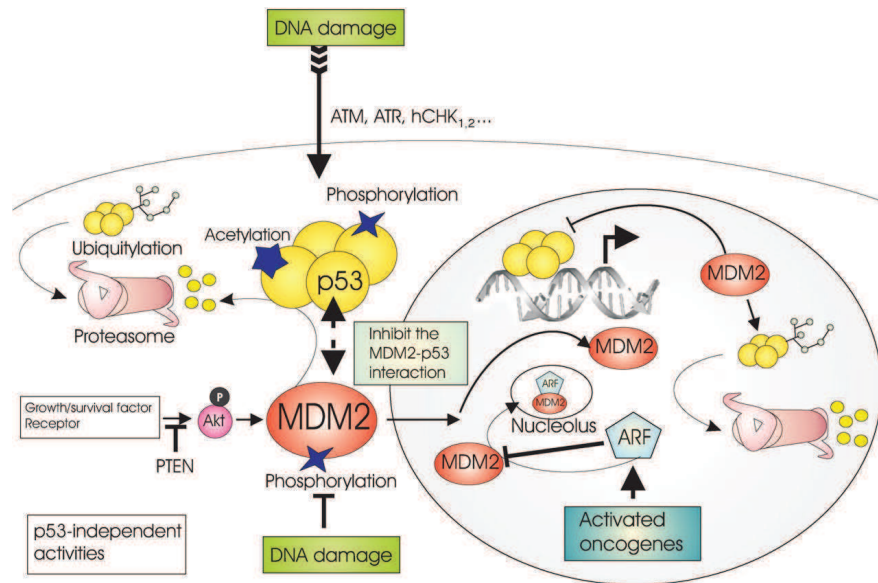 DNA damage
ATM, ATR, hCHK1,2...
Phosphorylation
Acetylation
Ubiquitylation
p53
MDM2
Proteasome
Inhibit the
MDM2-p53
interaction
MDM2
ARF
MDM2
Nucleolus
P
Growth/survival factor
Receptor
Akt
MDM2
ARF
MDM2
PTEN
Phosphorylation
p53-independent
activities
DNA damage
Activated
oncogenes